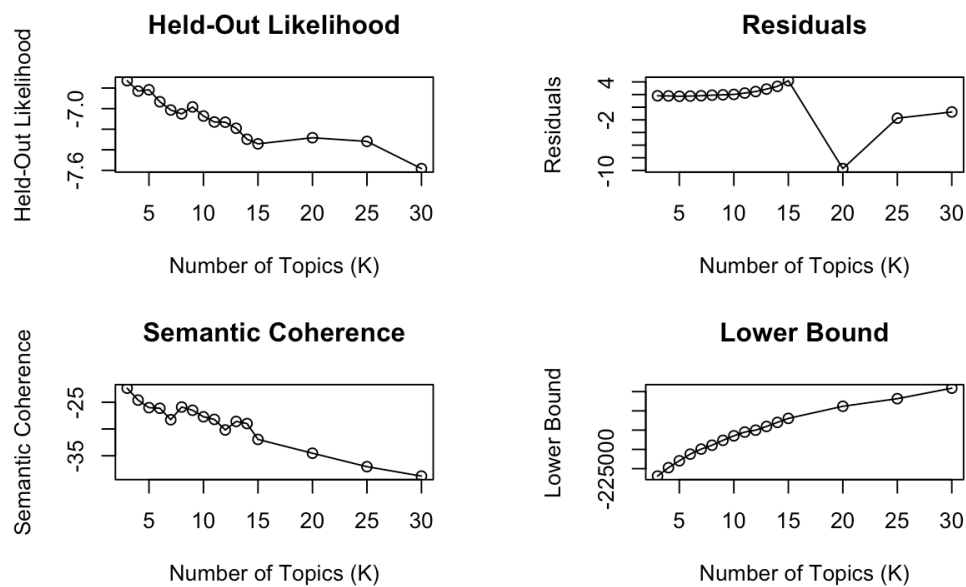 Held-Out Likelihood
Held-Out Likelihood
-7.0
-7.6
5 10 15 20 25 30
Number of Topics (K)
Residuals
Residuals
4
-2
-10
5 10 15 20 25 30
Number of Topics (K)
Semantic Coherence
Semantic Coherence
-25
-35
5 10 15 20 25 30
Number of Topics (K)
Lower Bound
Lower Bound
-225000
5 10 15 20 25 30
Number of Topics (K)